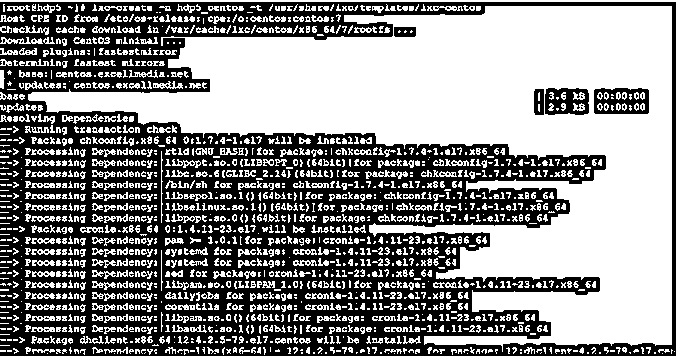 [root@hdp5 ~]# lxc-create -n hdp5_centos -t /usr/share/lxc/templates/lxc-centos
Host CPE ID from /etc/os-release: cpe:/o:centos:centos:7
Checking cache download in /var/cache/lxc/centos/x86_64/7/rootfs ...
Downloading CentOS minimal ...
Loaded plugins: fastestmirror
Determining fastest mirrors
 * base: centos.excellmedia.net
 * updates: centos.excellmedia.net
base | 3.6 kB 00:00:00
updates | 2.9 kB 00:00:00
Resolving Dependencies
--> Running transaction check
---> Package chkconfig.x86_64 0:1.7.4-1.el7 will be installed
--> Processing Dependency: rtld(GNU_HASH) for package: chkconfig-1.7.4-1.el7.x86_64
--> Processing Dependency: libpopt.so.0(LIBPOPT_0)(64bit) for package: chkconfig-1.7.4-1.el7.x86_64
--> Processing Dependency: libc.so.6(GLIBC_2.14)(64bit) for package: chkconfig-1.7.4-1.el7.x86_64
--> Processing Dependency: /bin/sh for package: chkconfig-1.7.4-1.el7.x86_64
--> Processing Dependency: libsepol.so.1()(64bit) for package: chkconfig-1.7.4-1.el7.x86_64
--> Processing Dependency: libselinux.so.1()(64bit) for package: chkconfig-1.7.4-1.el7.x86_64
--> Processing Dependency: libpopt.so.0()(64bit) for package: chkconfig-1.7.4-1.el7.x86_64
---> Package cronie.x86_64 0:1.4.11-23.el7 will be installed
--> Processing Dependency: pam >= 1.0.1 for package: cronie-1.4.11-23.el7.x86_64
--> Processing Dependency: systemd for package: cronie-1.4.11-23.el7.x86_64
--> Processing Dependency: systemd for package: cronie-1.4.11-23.el7.x86_64
--> Processing Dependency: sed for package: cronie-1.4.11-23.el7.x86_64
--> Processing Dependency: libpam.so.0(LIBPAM_1.0)(64bit) for package: cronie-1.4.11-23.el7.x86_64
--> Processing Dependency: dailyjobs for package: cronie-1.4.11-23.el7.x86_64
--> Processing Dependency: coreutils for package: cronie-1.4.11-23.el7.x86_64
--> Processing Dependency: libpam.so.0()(64bit) for package: cronie-1.4.11-23.el7.x86_64
--> Processing Dependency: libaudit.so.1()(64bit) for package: cronie-1.4.11-23.el7.x86_64
---> Package dhclient.x86_64 12:4.2.5-79.el7.centos will be installed
--> Processing Dependency: dhcp-libs(x86-64) = 12:4.2.5-79.el7.centos for package: 12:dhclient-4.2.5-79.el7.cen